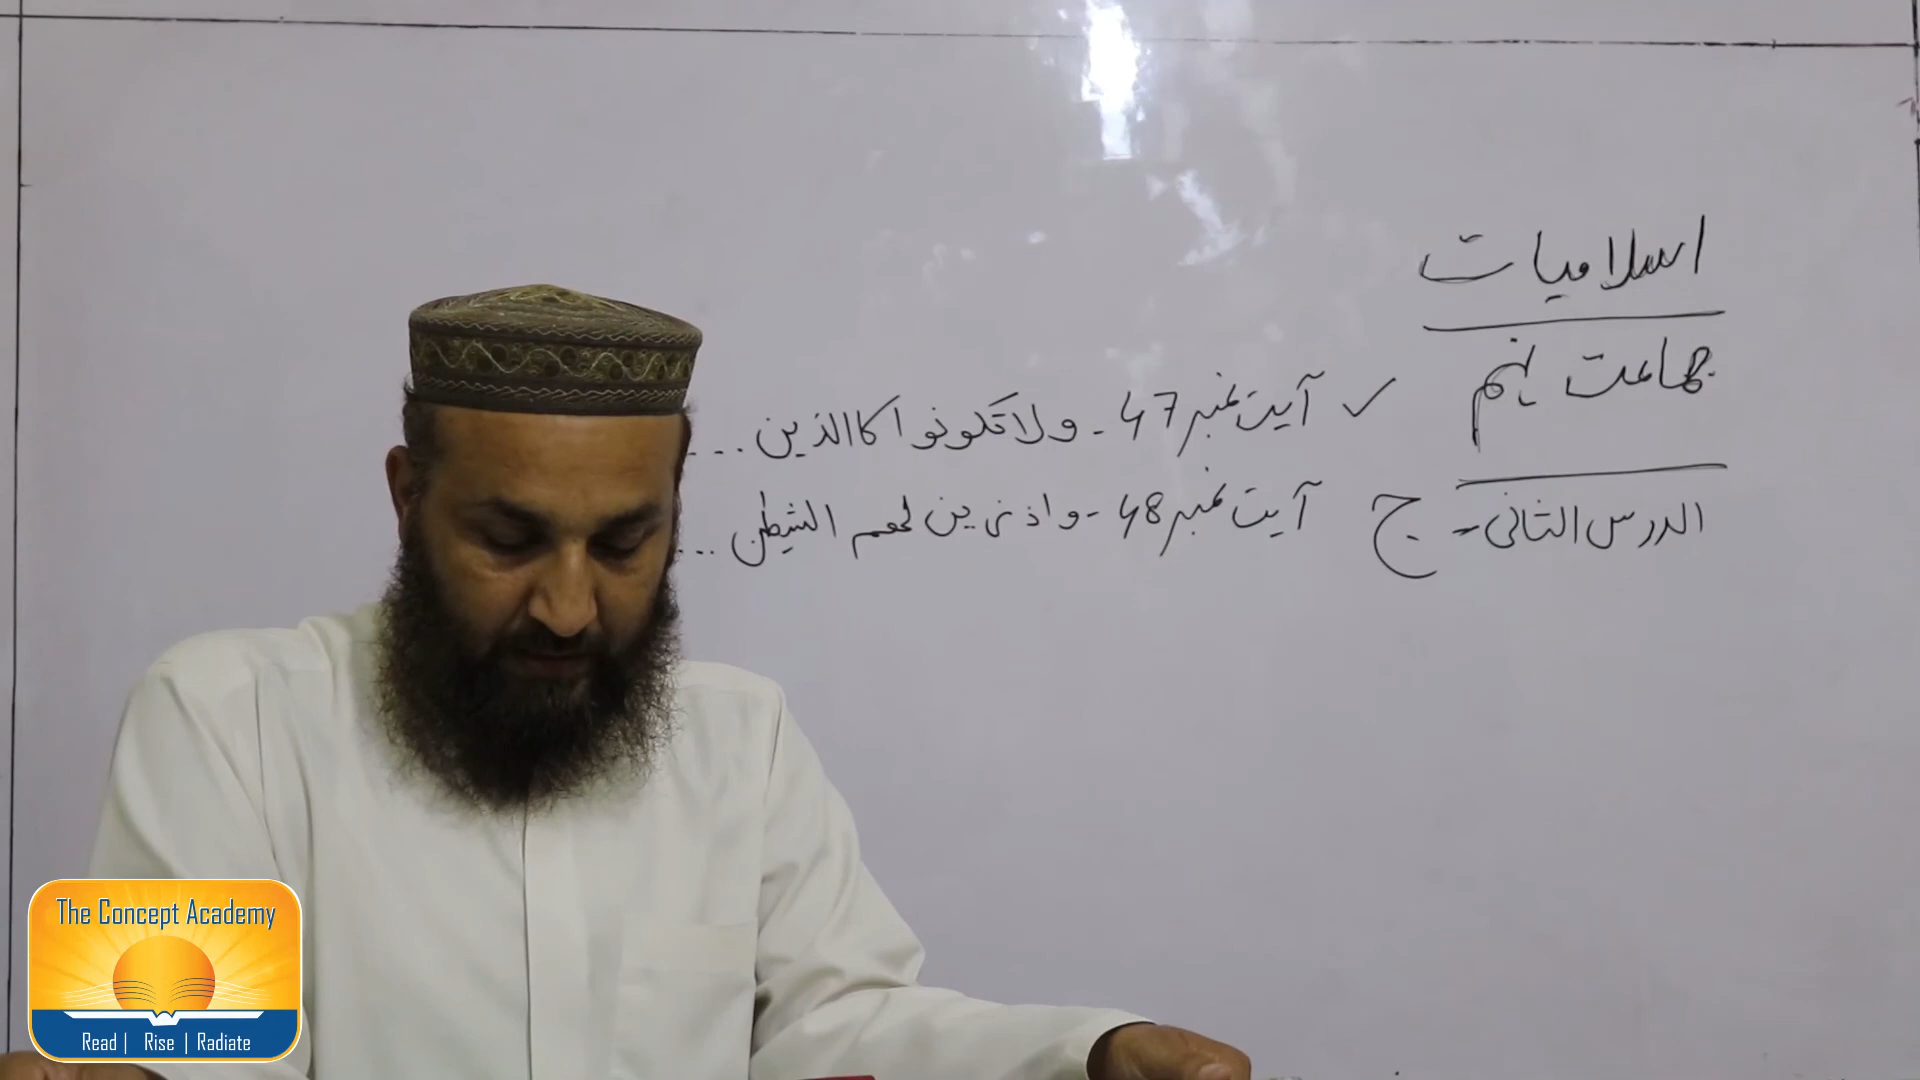 اسلامیات
جماعت نہم
الدرس الثانی - ج
✓ آیت نمبر 47 - ولا تکونوا کاالذین ...
آیت نمبر 48 - واذ زین لھم الشیطن ...
The Concept Academy
Read | Rise | Radiate